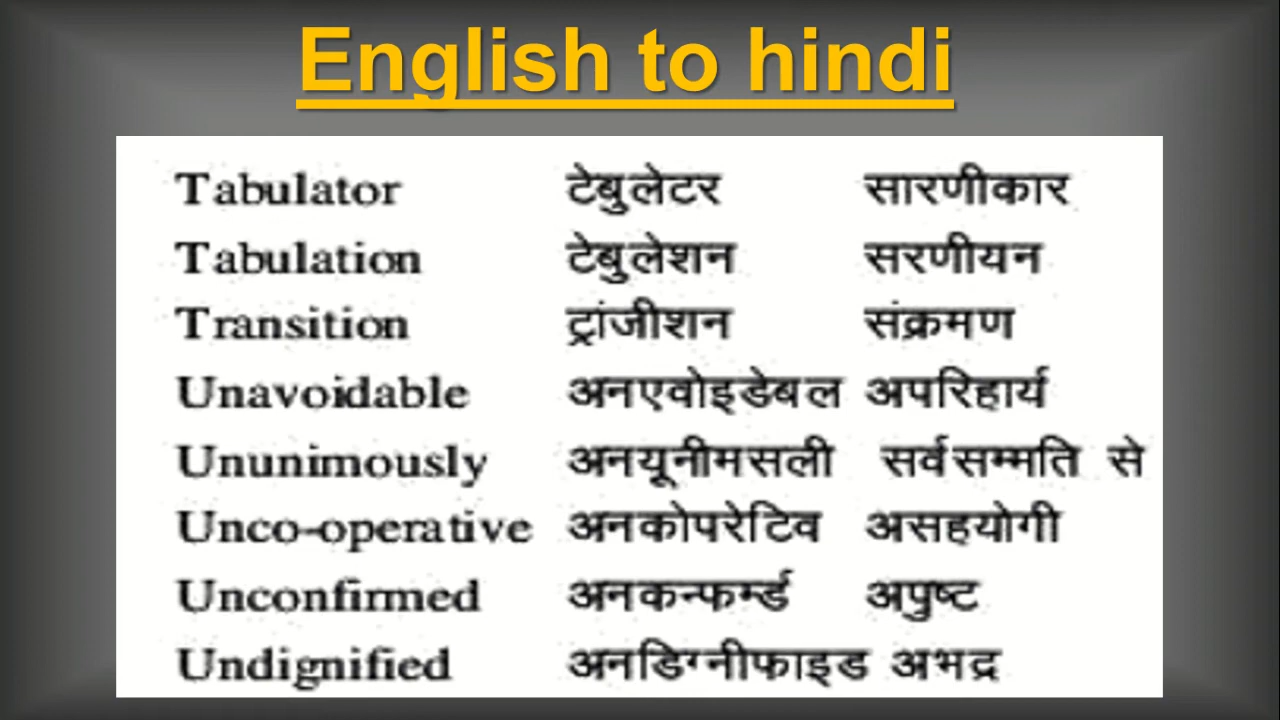 English to hindi
Tabulator टेबुलेटर सारणीकार
Tabulation टेबुलेशन सरणीयन
Transition ट्रांजीशन संक्रमण
Unavoidable अनएवोइडेबल अपरिहार्य
Ununimously अनयूनीमसली सर्वसम्मति से
Unco-operative अनकोपरेटिव असहयोगी
Unconfirmed अनकन्फर्म्ड अपुष्ट
Undignified अनडिग्नीफाइड अभद्र